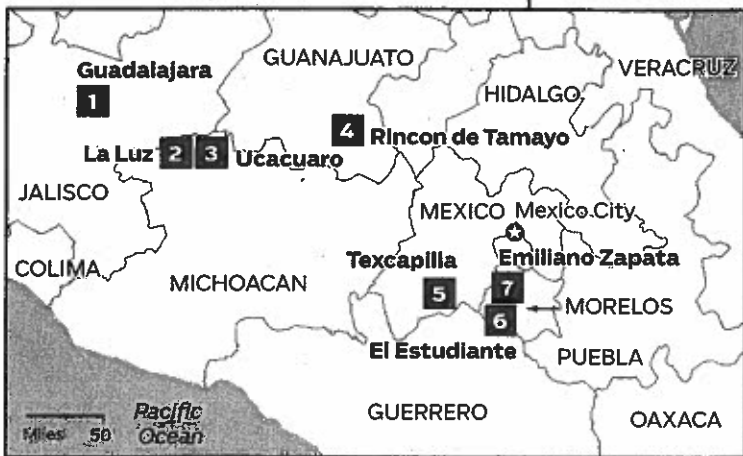 GUANAJUATO
VERACRUZ
Guadalajara
1
HIDALGO
4
Rincon de Tamayo
La Luz 2 3 Ucacuaro
JALISCO
MEXICO Mexico City
COLIMA
Texcapilla
Emiliano Zapata
MICHOACAN
5
7
MORELOS
6
El Estudiante
PUEBLA
Pacific
Ocean
Miles 50
GUERRERO
OAXACA